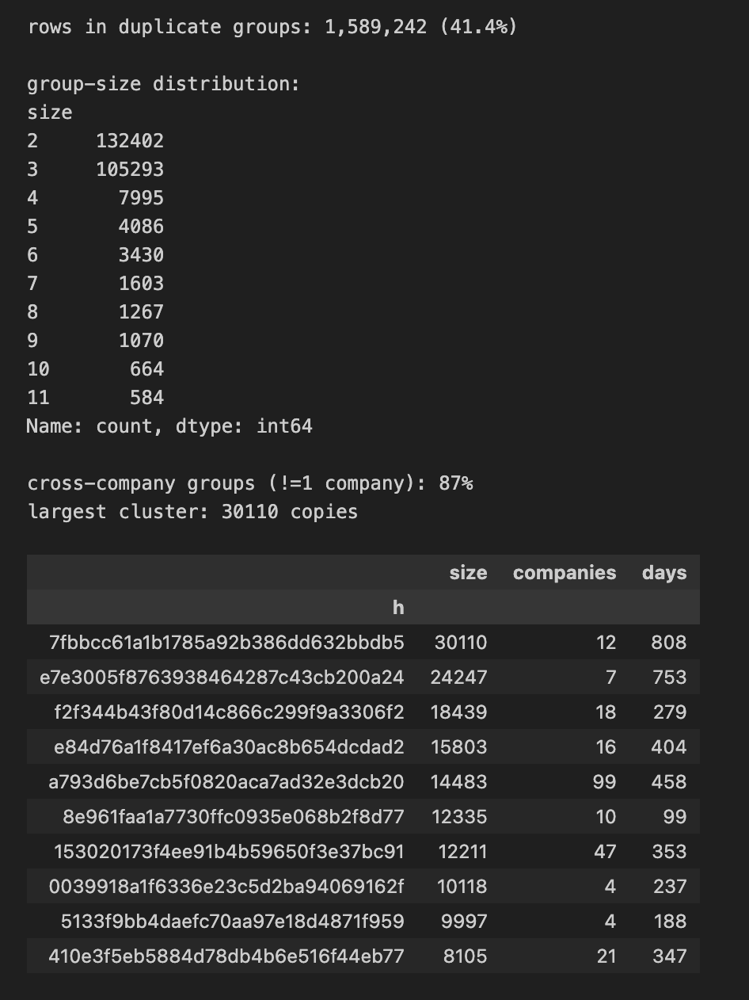 rows in duplicate groups: 1,589,242 (41.4%)
group-size distribution:
size
2 132402
3 105293
4 7995
5 4086
6 3430
7 1603
8 1267
9 1070
10 664
11 584
Name: count, dtype: int64
cross-company groups (!=1 company): 87%
largest cluster: 30110 copies
size companies days
h
7fbbcc61a1b1785a92b386dd632bbdb5 30110 12 808
e7e3005f8763938464287c43cb200a24 24247 7 753
f2f344b43f80d14c866c299f9a3306f2 18439 18 279
e84d76a1f8417ef6a30ac8b654dcdad2 15803 16 404
a793d6be7cb5f0820aca7ad32e3dcb20 14483 99 458
8e961faa1a7730ffc0935e068b2f8d77 12335 10 99
153020173f4ee91b4b59650f3e37bc91 12211 47 353
0039918a1f6336e23c5d2ba94069162f 10118 4 237
5133f9bb4daefc70aa97e18d4871f959 9997 4 188
410e3f5eb5884d78db4b6e516f44eb77 8105 21 347